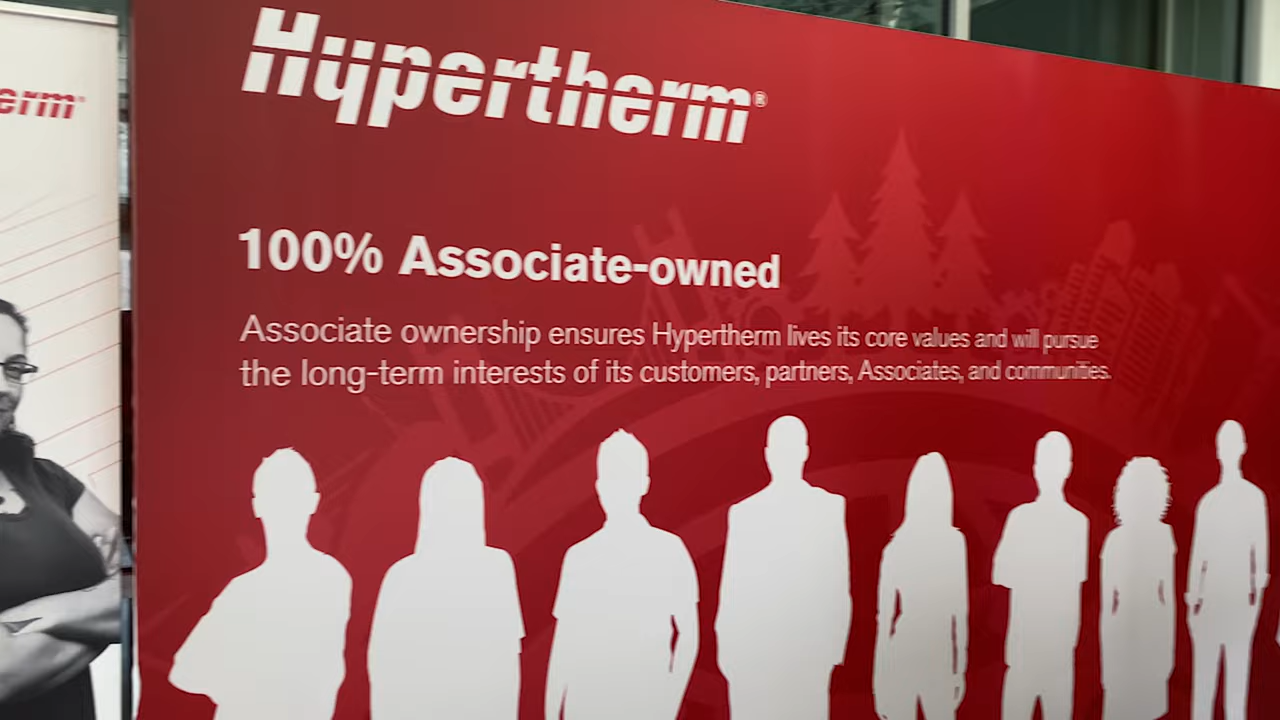 erm
Hypertherm®
100% Associate-owned
Associate ownership ensures Hypertherm lives its core values and will pursue
the long-term interests of its customers, partners, Associates, and communities.